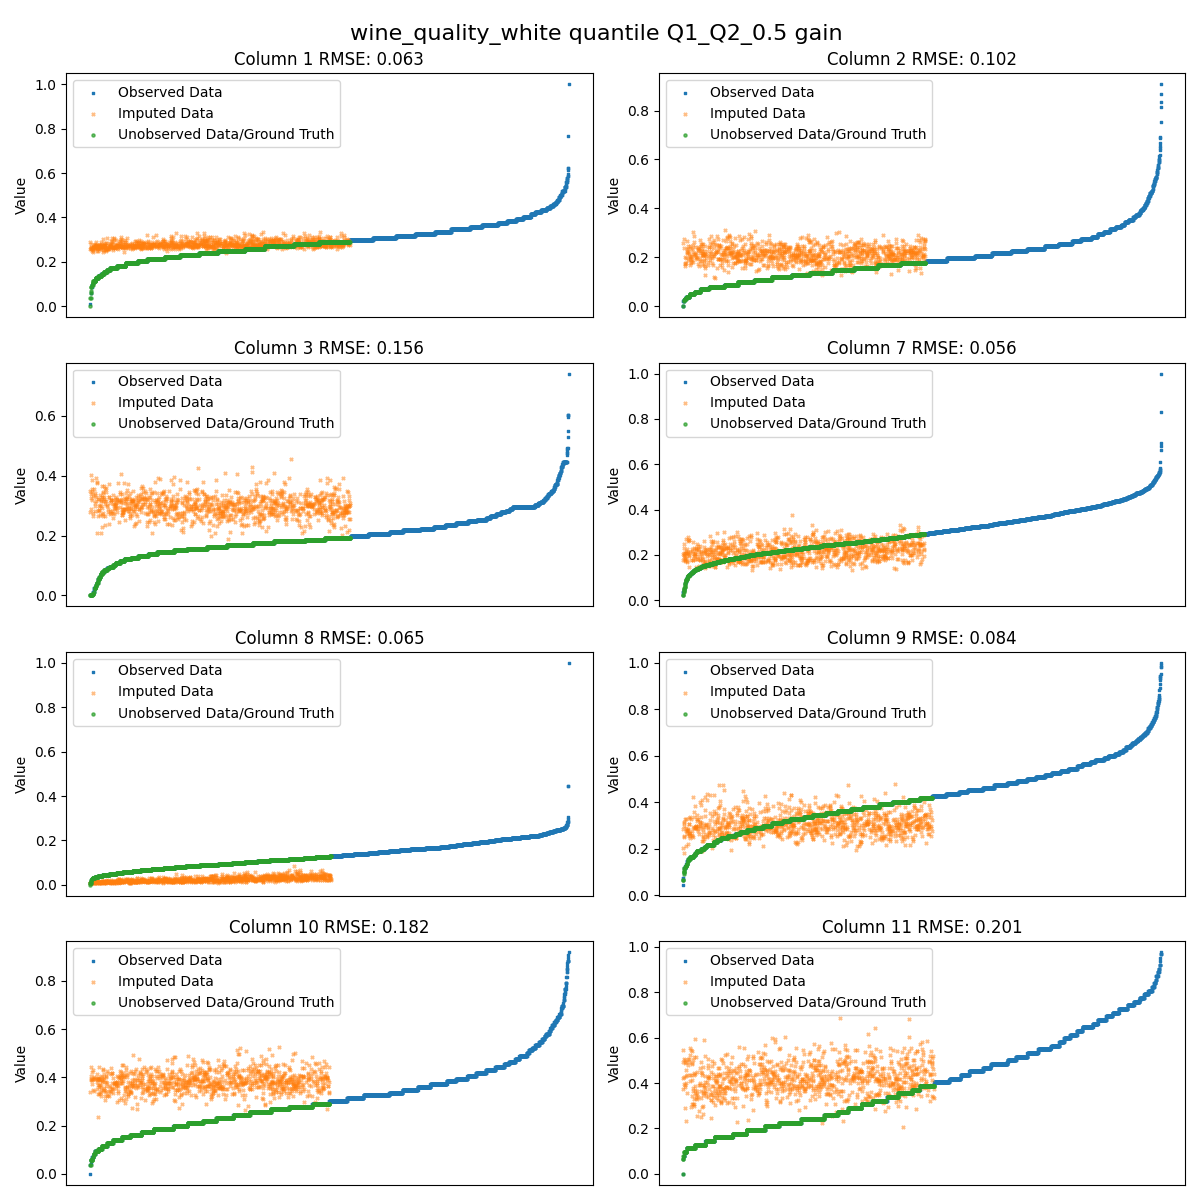 wine_quality_white quantile Q1_Q2_0.5 gain
Column 1 RMSE: 0.063
Value
1.0
0.8
0.6
0.4
0.2
0.0
Observed Data
Imputed Data
Unobserved Data/Ground Truth
Column 2 RMSE: 0.102
Value
0.8
0.6
0.4
0.2
0.0
Observed Data
Imputed Data
Unobserved Data/Ground Truth
Column 3 RMSE: 0.156
Value
0.6
0.4
0.2
0.0
Observed Data
Imputed Data
Unobserved Data/Ground Truth
Column 7 RMSE: 0.056
Value
1.0
0.8
0.6
0.4
0.2
0.0
Observed Data
Imputed Data
Unobserved Data/Ground Truth
Column 8 RMSE: 0.065
Value
1.0
0.8
0.6
0.4
0.2
0.0
Observed Data
Imputed Data
Unobserved Data/Ground Truth
Column 9 RMSE: 0.084
Value
1.0
0.8
0.6
0.4
0.2
0.0
Observed Data
Imputed Data
Unobserved Data/Ground Truth
Column 10 RMSE: 0.182
Value
0.8
0.6
0.4
0.2
0.0
Observed Data
Imputed Data
Unobserved Data/Ground Truth
Column 11 RMSE: 0.201
Value
1.0
0.8
0.6
0.4
0.2
0.0
Observed Data
Imputed Data
Unobserved Data/Ground Truth